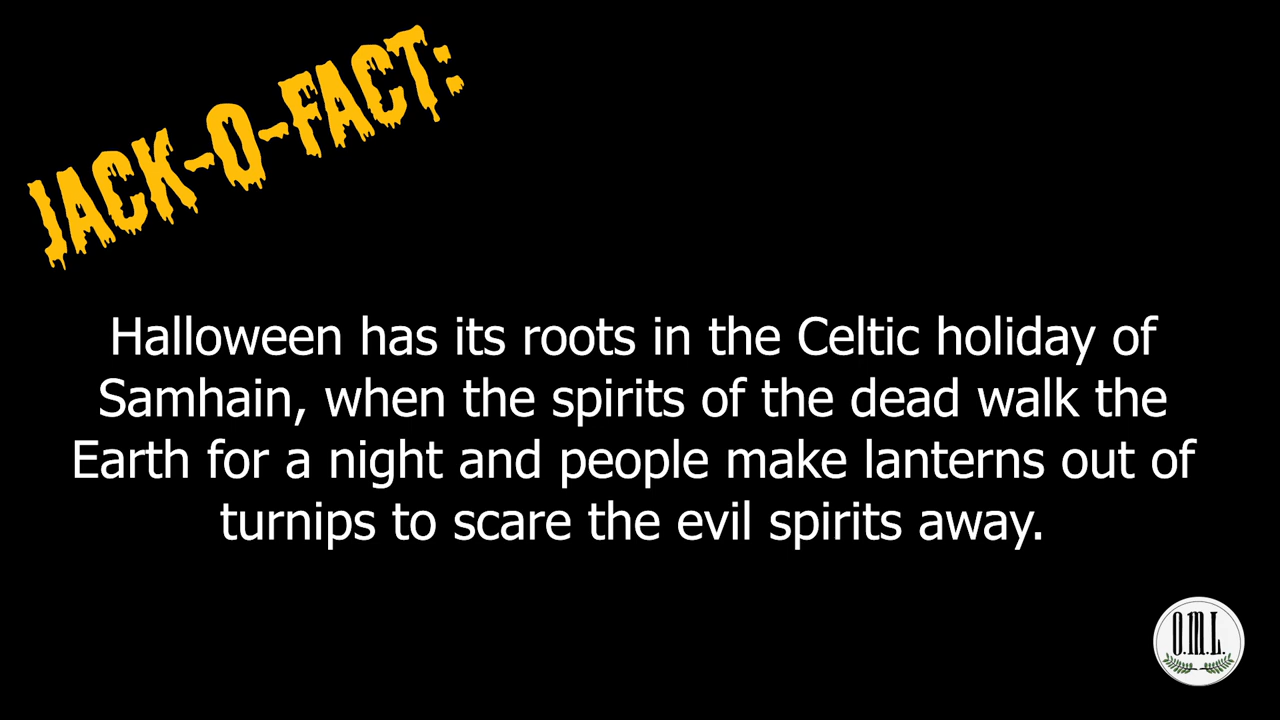 JACK-O-FACT:
Halloween has its roots in the Celtic holiday of
Samhain, when the spirits of the dead walk the
Earth for a night and people make lanterns out of
turnips to scare the evil spirits away.
O.M.L.